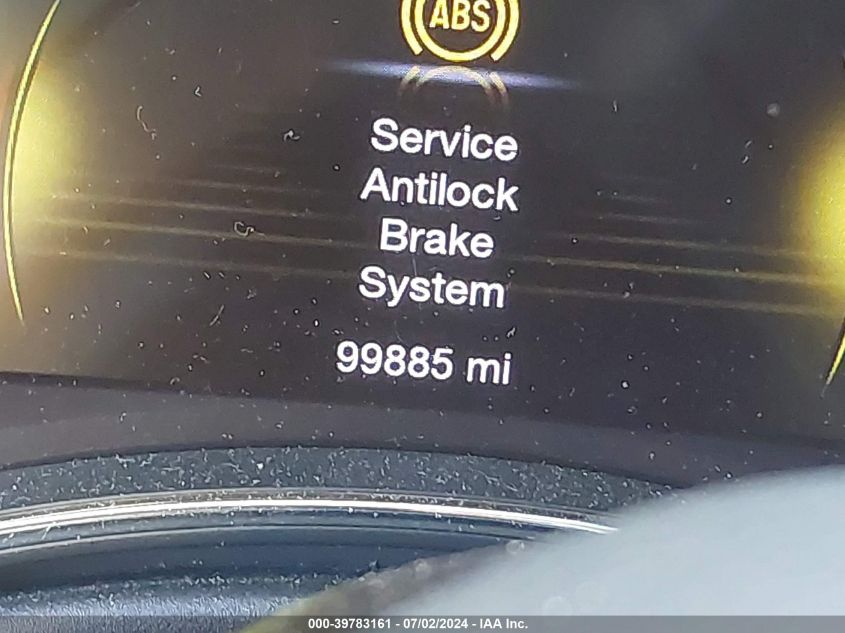 ABS
Service
Antilock
Brake
System
99885 mi
000-39783161 - 07/02/2024 - IAA Inc.